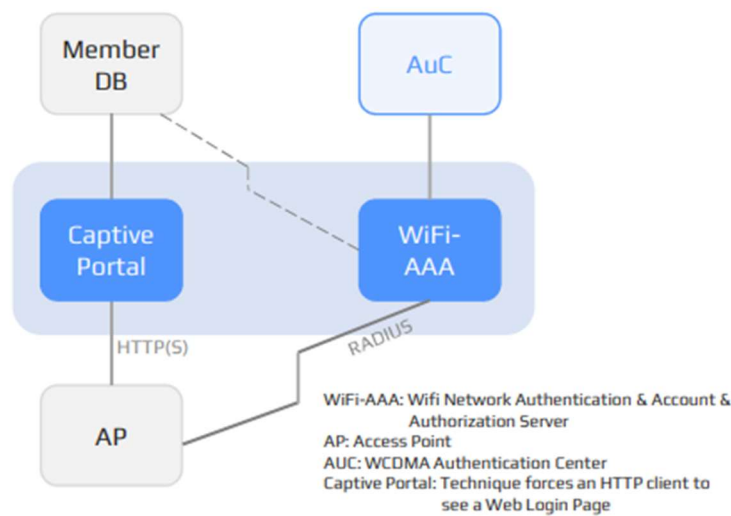 Member
DB
AuC
Captive
Portal
WiFi-
AAA
HTTP(S)
RADIUS
AP
WiFi-AAA: Wifi Network Authentication & Account &
Authorization Server
AP: Access Point
AUC: WCDMA Authentication Center
Captive Portal: Technique forces an HTTP client to
see a Web Login Page